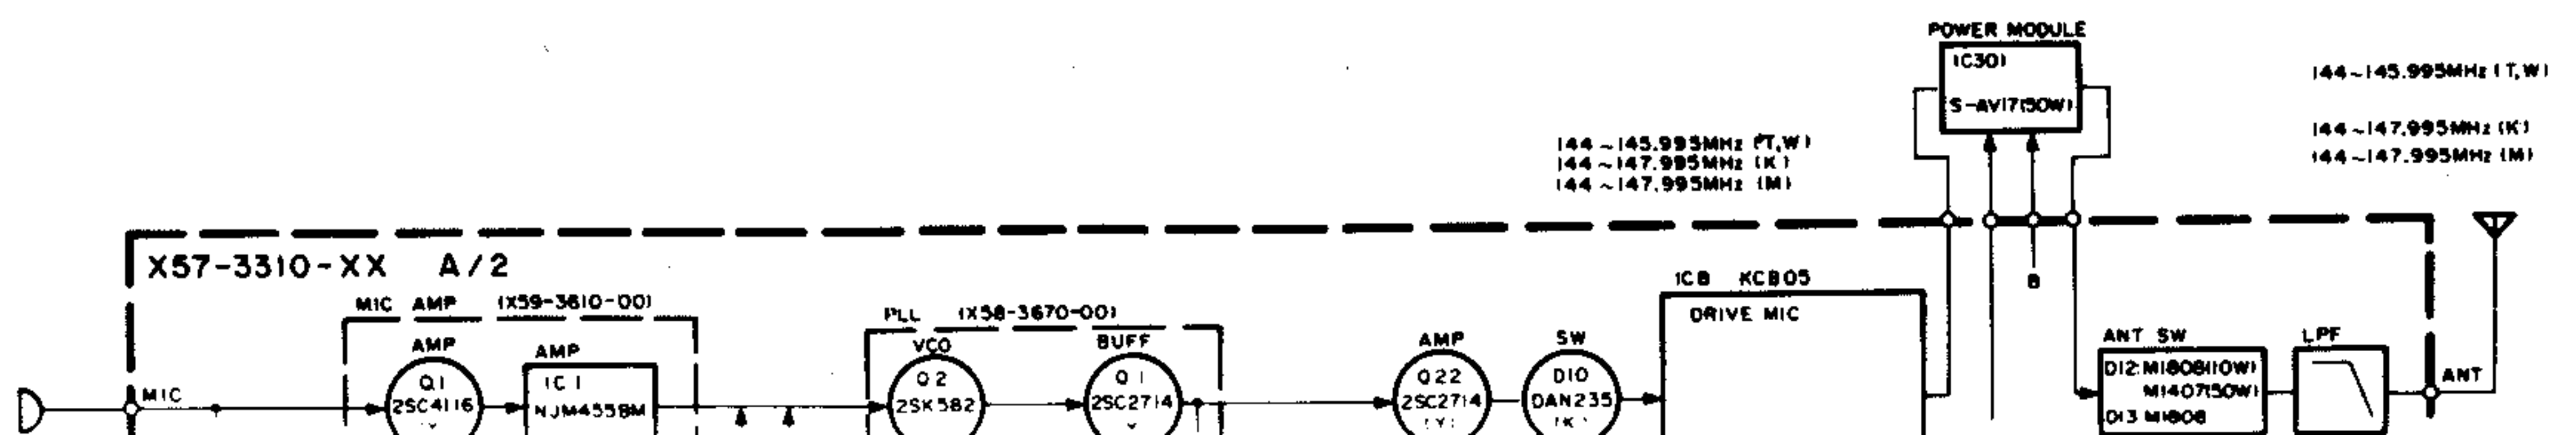 POWER MODULE
IC301
S-AV17(50W)
144~145.995MHz (T,W)
144~147.995MHz (K)
144~147.995MHz (M)
144~145.995MHz (T,W)
144~147.995MHz (K)
144~147.995MHz (M)
X57-3310-XX A/2
B
MIC AMP (X59-3610-00)
PLL (X58-3670-00)
IC8 KCB05
DRIVE MIC
MIC
AMP
Q1
2SC4116
(Y)
AMP
IC1
NJM4558M
VCO
Q2
2SK582
BUFF
Q1
2SC2714
AMP
Q22
2SC2714
(Y)
SW
D10
DAN235
(K)
ANT SW
D12:MI808(10W)
MI407(50W)
D13 MI808
LPF
ANT